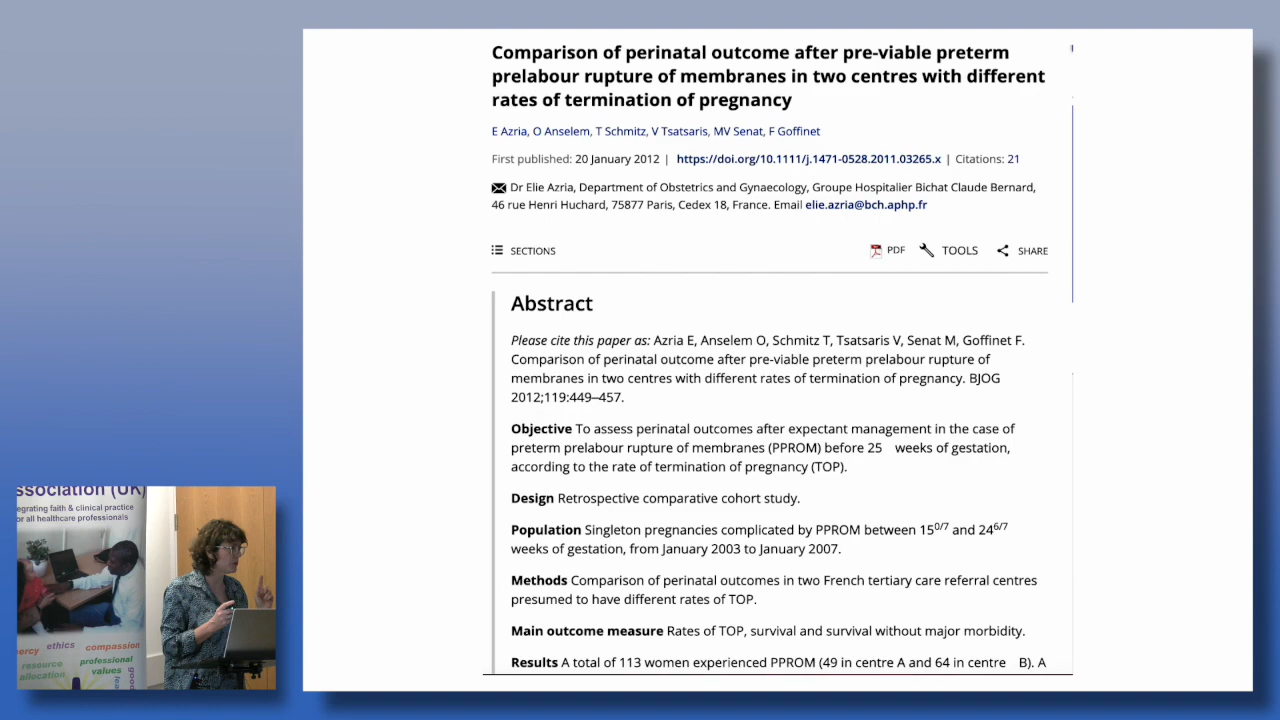 Comparison of perinatal outcome after pre-viable preterm
prelabour rupture of membranes in two centres with different
rates of termination of pregnancy
E Azria, O Anselem, T Schmitz, V Tsatsaris, MV Senat, F Goffinet
First published: 20 January 2012 | https://doi.org/10.1111/j.1471-0528.2011.03265.x | Citations: 21
Dr Elie Azria, Department of Obstetrics and Gynaecology, Groupe Hospitalier Bichat Claude Bernard,
46 rue Henri Huchard, 75877 Paris, Cedex 18, France. Email elie.azria@bch.aphp.fr
SECTIONS PDF TOOLS SHARE
Abstract
Please cite this paper as: Azria E, Anselem O, Schmitz T, Tsatsaris V, Senat M, Goffinet F.
Comparison of perinatal outcome after pre-viable preterm prelabour rupture of
membranes in two centres with different rates of termination of pregnancy. BJOG
2012;119:449–457.
Objective To assess perinatal outcomes after expectant management in the case of
preterm prelabour rupture of membranes (PPROM) before 25 weeks of gestation,
according to the rate of termination of pregnancy (TOP).
Design Retrospective comparative cohort study.
Population Singleton pregnancies complicated by PPROM between 15⁰/⁷ and 24⁶/⁷
weeks of gestation, from January 2003 to January 2007.
Methods Comparison of perinatal outcomes in two French tertiary care referral centres
presumed to have different rates of TOP.
Main outcome measure Rates of TOP, survival and survival without major morbidity.
Results A total of 113 women experienced PPROM (49 in centre A and 64 in centre B). A
ssociation (UK)
egrating faith & clinical practice
or all healthcare professionals
ercy ethics compassion
resource professional
allocation values